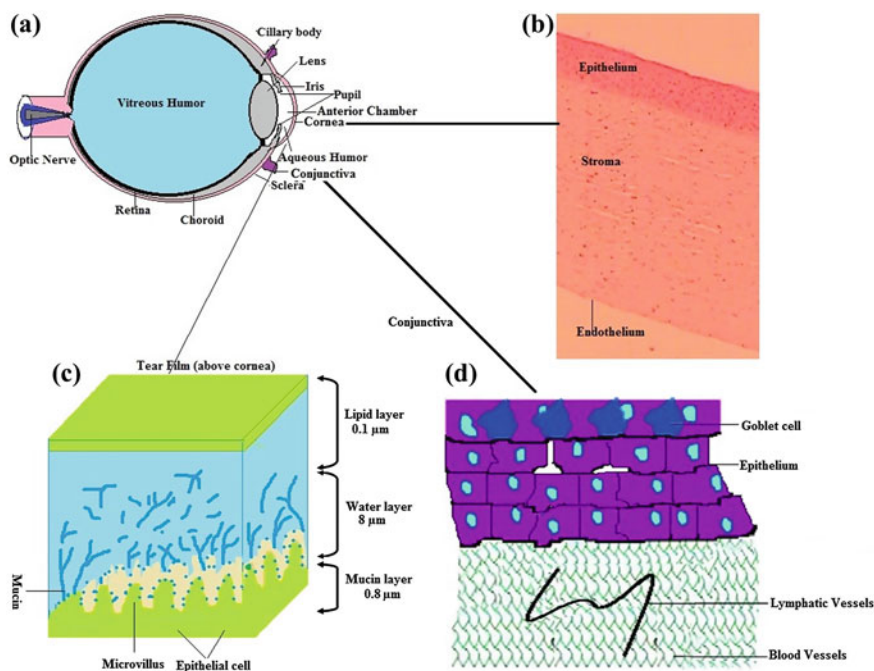 (a)
Cillary body
Lens
Iris
Pupil
Anterior Chamber
Cornea
Vitreous Humor
Optic Nerve
Aqueous Humor
Conjunctiva
Sclera
Retina
Choroid
(b)
Epithelium
Stroma
Endothelium
Conjunctiva
(c)
Tear Film (above cornea)
Lipid layer
0.1 µm
Water layer
8 µm
Mucin layer
0.8 µm
Mucin
Microvillus
Epithelial cell
(d)
Goblet cell
Epithelium
Lymphatic Vessels
Blood Vessels